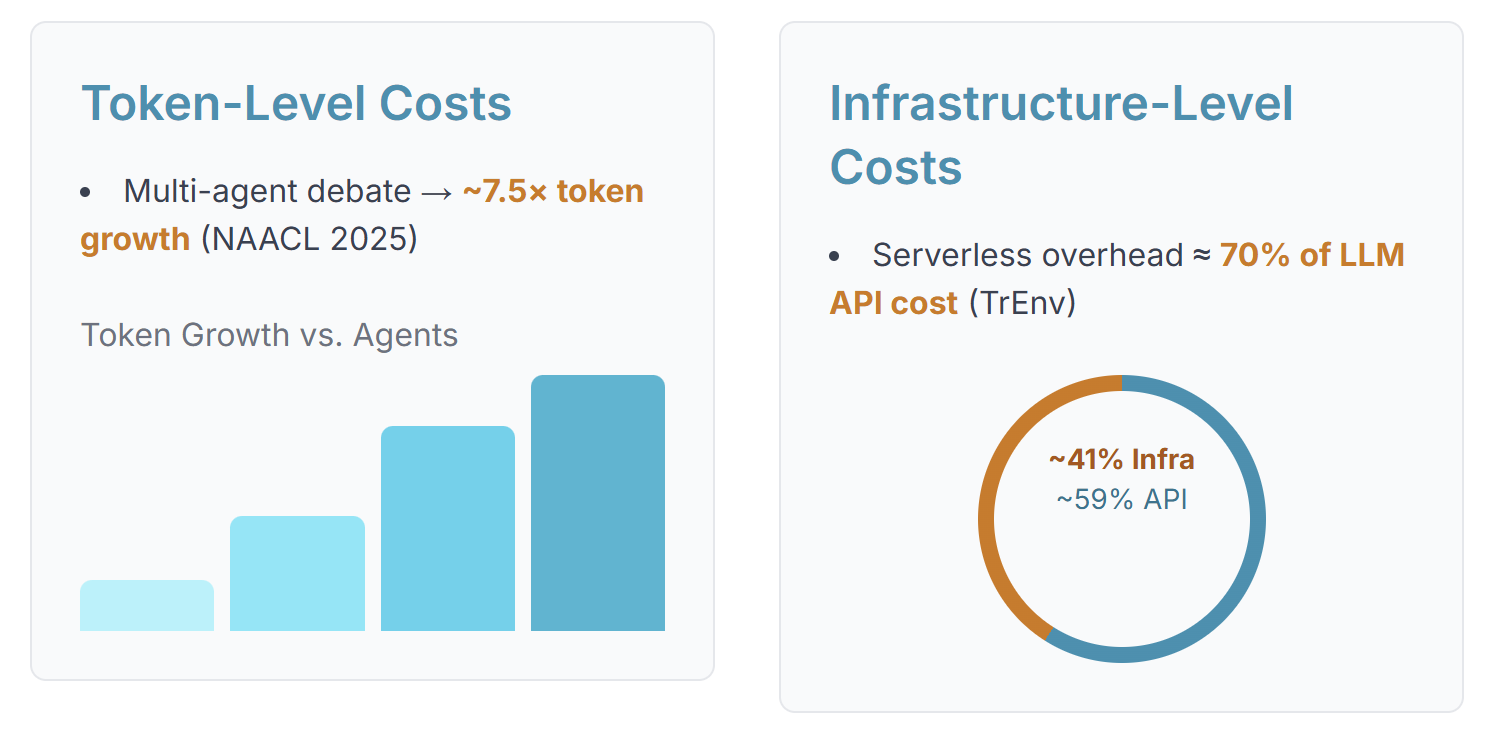 Token-Level Costs
• Multi-agent debate → ~7.5× token
growth (NAACL 2025)
Token Growth vs. Agents
Infrastructure-Level
Costs
• Serverless overhead ≈ 70% of LLM
API cost (TrEnv)
~41% Infra
~59% API